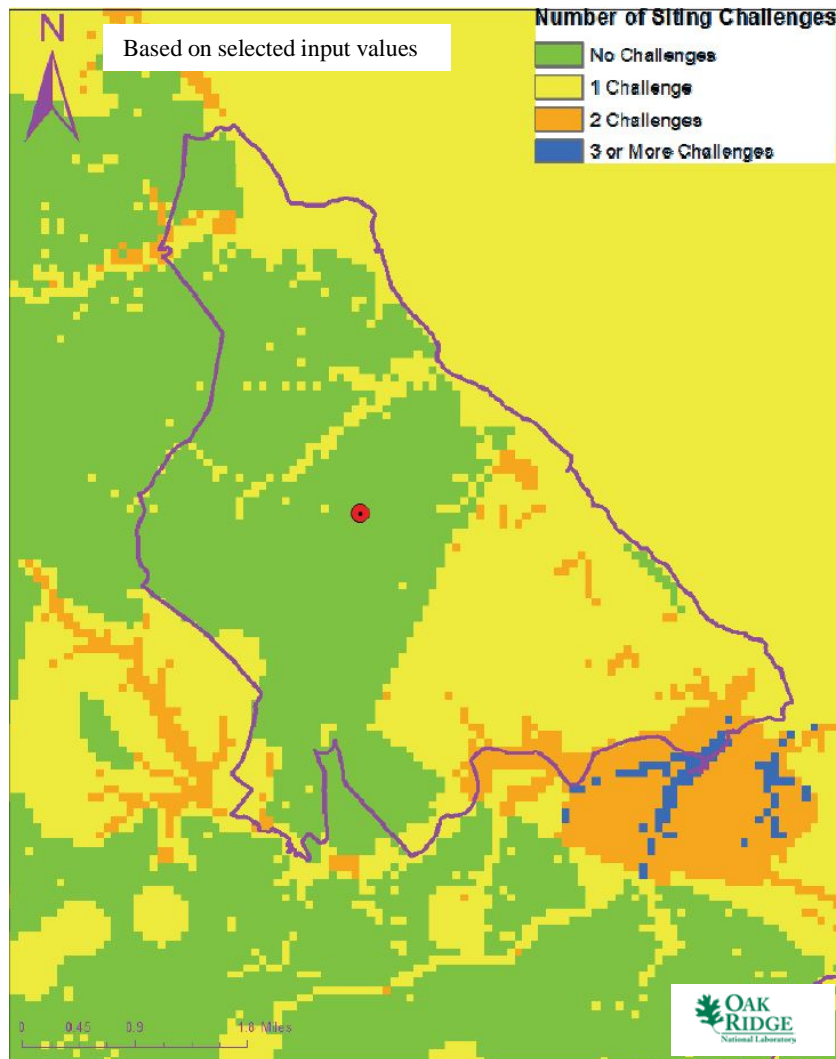 Number of Siting Challenges
N
Based on selected input values
No Challenges
1 Challenge
2 Challenges
3 or More Challenges
0 0.45 0.9 1.8 Miles
OAK
RIDGE
National Laboratory